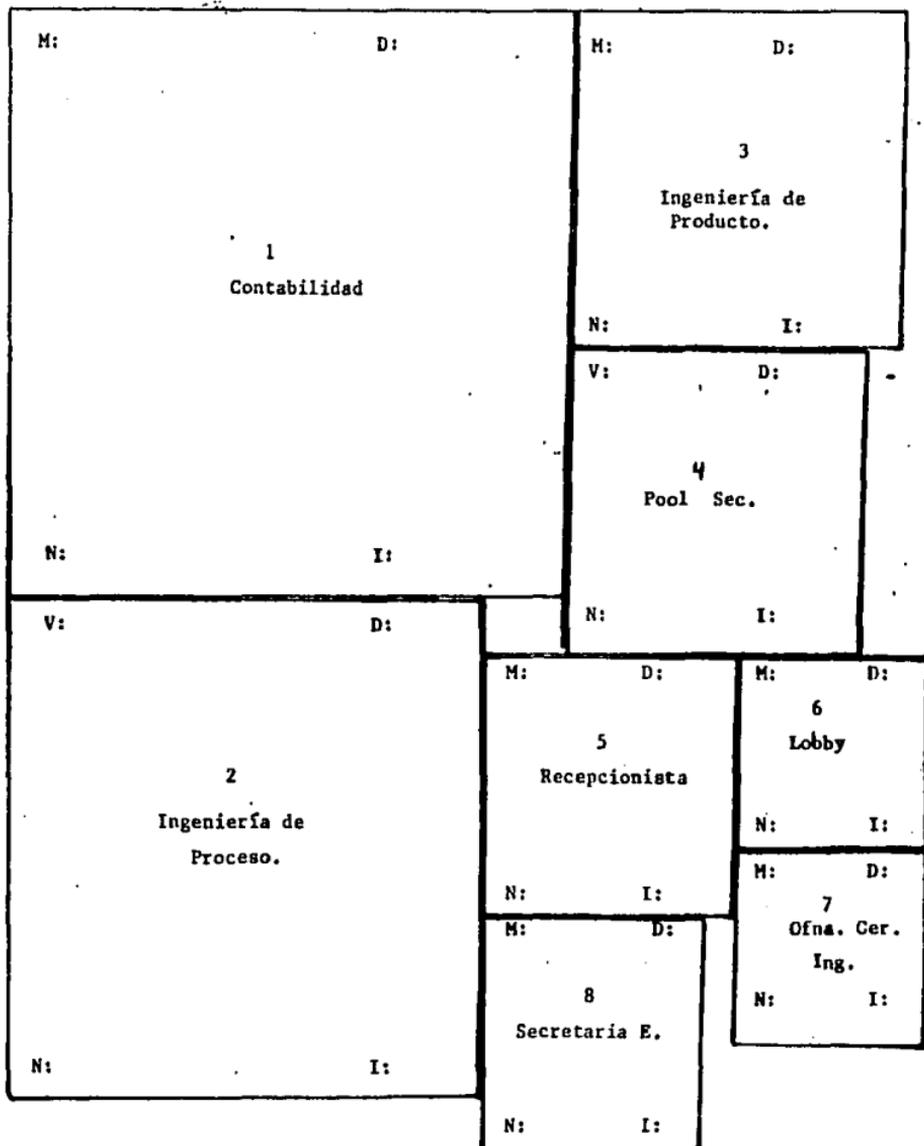 M: D:
1
Contabilidad
N: I:
M: D:
3
Ingeniería de
Producto.
N: I:
V: D:
4
Pool Sec.
N: I:
V: D:
2
Ingeniería de
Proceso.
N: I:
M: D:
5
Recepcionista
N: I:
M: D:
6
Lobby
N: I:
M: D:
7
Ofna. Ger.
Ing.
N: I:
M: D:
8
Secretaria E.
N: I: